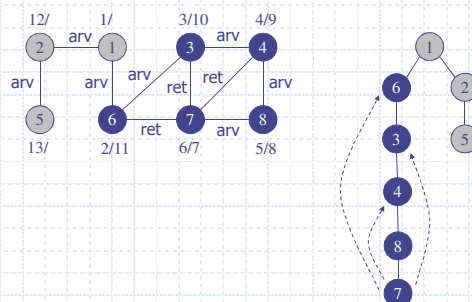 12/ 1/ 3/10 4/9
arv arv
2 1 3 4 1
arv arv arv ret ret arv 6 2
5 6 7 8 3 5
ret arv
13/ 2/11 6/7 5/8
4
8
7